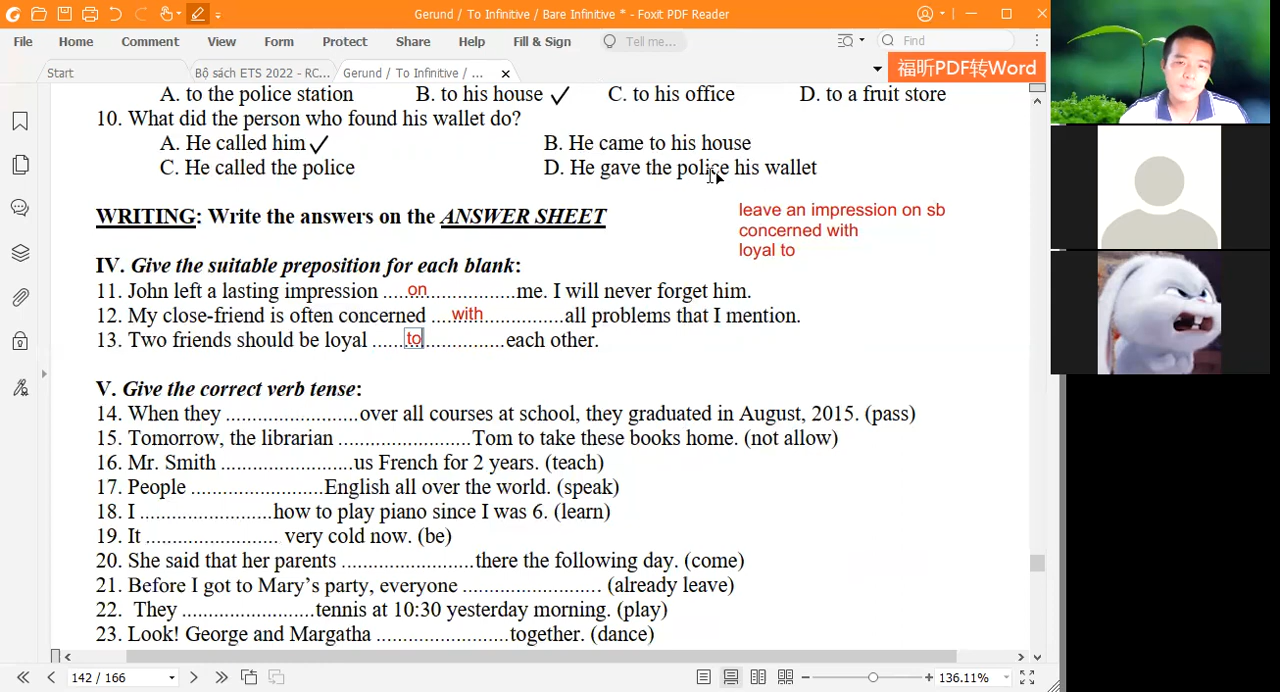 Gerund / To Infinitive / Bare Infinitive * - Foxit PDF Reader
File Home Comment View Form Protect Share Help Fill & Sign Tell me... Find
Start Bộ sách ETS 2022 - RC... Gerund / To Infinitive / ... 福昕PDF转Word
A. to the police station B. to his house ✓ C. to his office D. to a fruit store
10. What did the person who found his wallet do?
A. He called him ✓ B. He came to his house
C. He called the police D. He gave the police his wallet
WRITING: Write the answers on the ANSWER SHEET
leave an impression on sb
concerned with
loyal to
IV. Give the suitable preposition for each blank:
11. John left a lasting impression .....on......................me. I will never forget him.
12. My close-friend is often concerned ....with....................all problems that I mention.
13. Two friends should be loyal ......to...................each other.
V. Give the correct verb tense:
14. When they .........................over all courses at school, they graduated in August, 2015. (pass)
15. Tomorrow, the librarian .........................Tom to take these books home. (not allow)
16. Mr. Smith .........................us French for 2 years. (teach)
17. People .........................English all over the world. (speak)
18. I .........................how to play piano since I was 6. (learn)
19. It ......................... very cold now. (be)
20. She said that her parents .........................there the following day. (come)
21. Before I got to Mary's party, everyone .......................... (already leave)
22. They .........................tennis at 10:30 yesterday morning. (play)
23. Look! George and Margatha .........................together. (dance)
142 / 166 136.11%